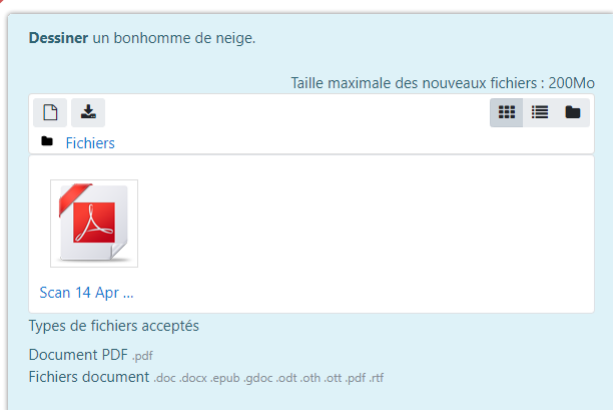 Dessiner un bonhomme de neige.
Taille maximale des nouveaux fichiers : 200Mo
Fichiers
Scan 14 Apr ...
Types de fichiers acceptés
Document PDF .pdf
Fichiers document .doc .docx .epub .gdoc .odt .oth .ott .pdf .rtf